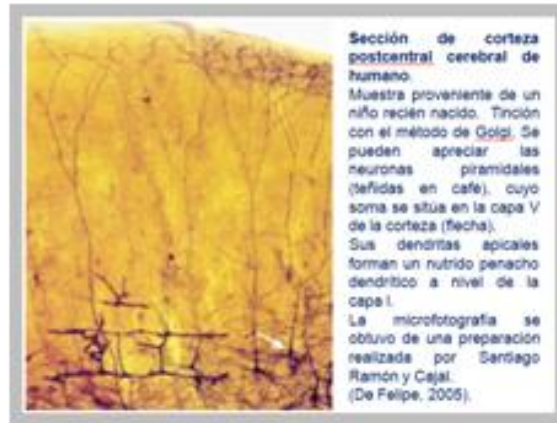 Sección de corteza
postcentral cerebral de
humano.
Muestra proveniente de un
niño recién nacido. Tinción
con el método de Golgi. Se
pueden apreciar las
neuronas piramidales
(teñidas en café), cuyo
soma se sitúa en la capa V
de la corteza (flecha).
Sus dendritas apicales
forman un nutrido penacho
dendrítico a nivel de la
capa I.
La microfotografía se
obtuvo de una preparación
realizada por Santiago
Ramón y Cajal.
(De Felipe, 2005).